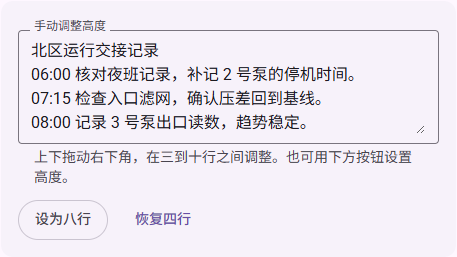 手动调整高度
北区运行交接记录
06:00 核对夜班记录，补记 2 号泵的停机时间。
07:15 检查入口滤网，确认压差回到基线。
08:00 记录 3 号泵出口读数，趋势稳定。
上下拖动右下角，在三到十行之间调整。也可用下方按钮设置
高度。
设为八行
恢复四行